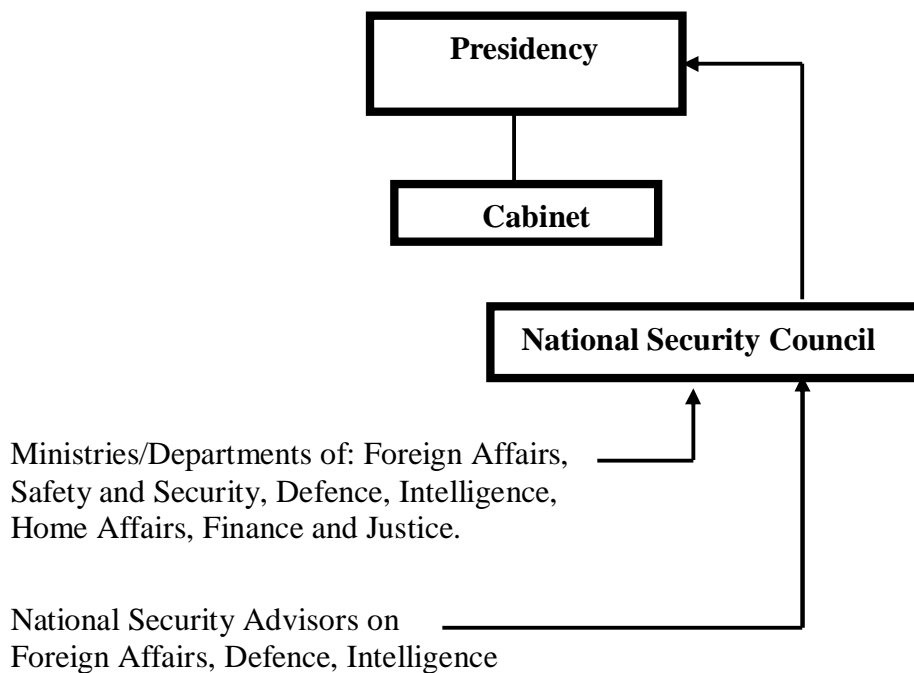 Presidency
Cabinet
National Security Council
Ministries/Departments of: Foreign Affairs,
Safety and Security, Defence, Intelligence,
Home Affairs, Finance and Justice.
National Security Advisors on
Foreign Affairs, Defence, Intelligence